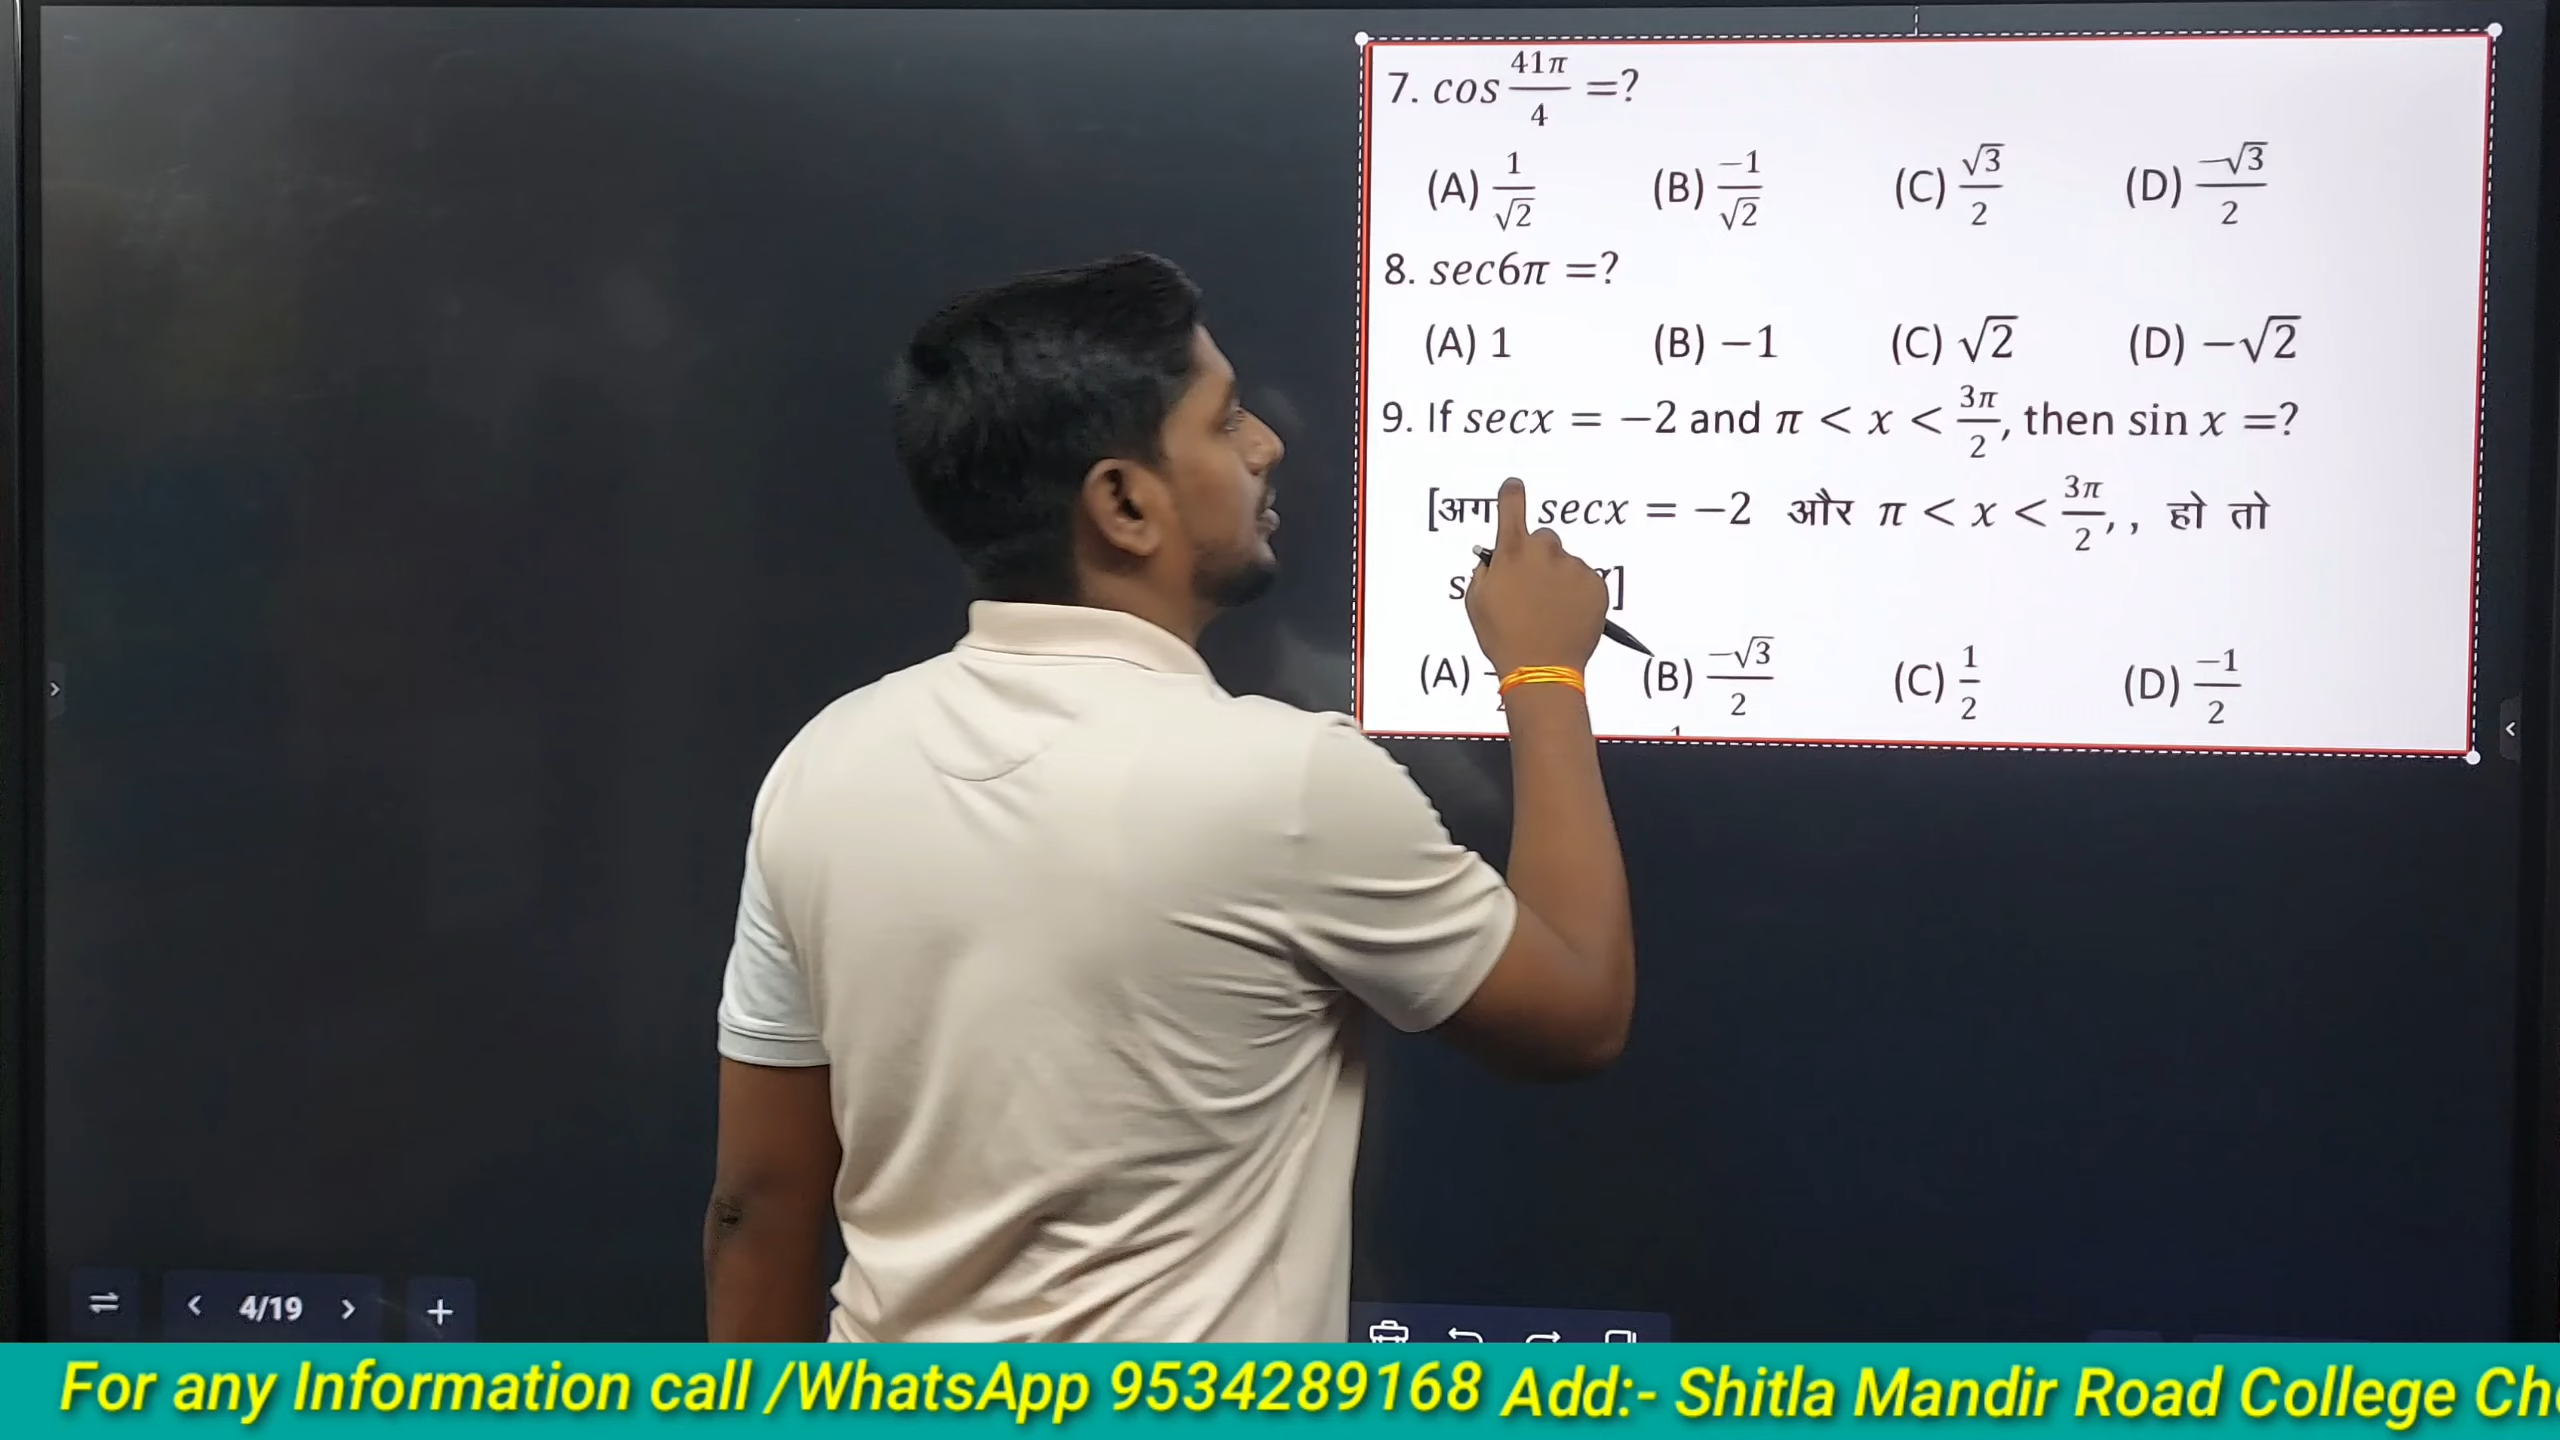 7. cos 41π/4 =?
(A) 1/√2 (B) −1/√2 (C) √3/2 (D) −√3/2
8. sec6π =?
(A) 1 (B) −1 (C) √2 (D) −√2
9. If secx = −2 and π < x < 3π/2, then sin x =?
[ secx = −2 और π < x < 3π/2, , हो तो
]
(A) (B) −√3/2 (C) 1/2 (D) −1/2
4/19
For any Information call /WhatsApp 9534289168 Add:- Shitla Mandir Road College